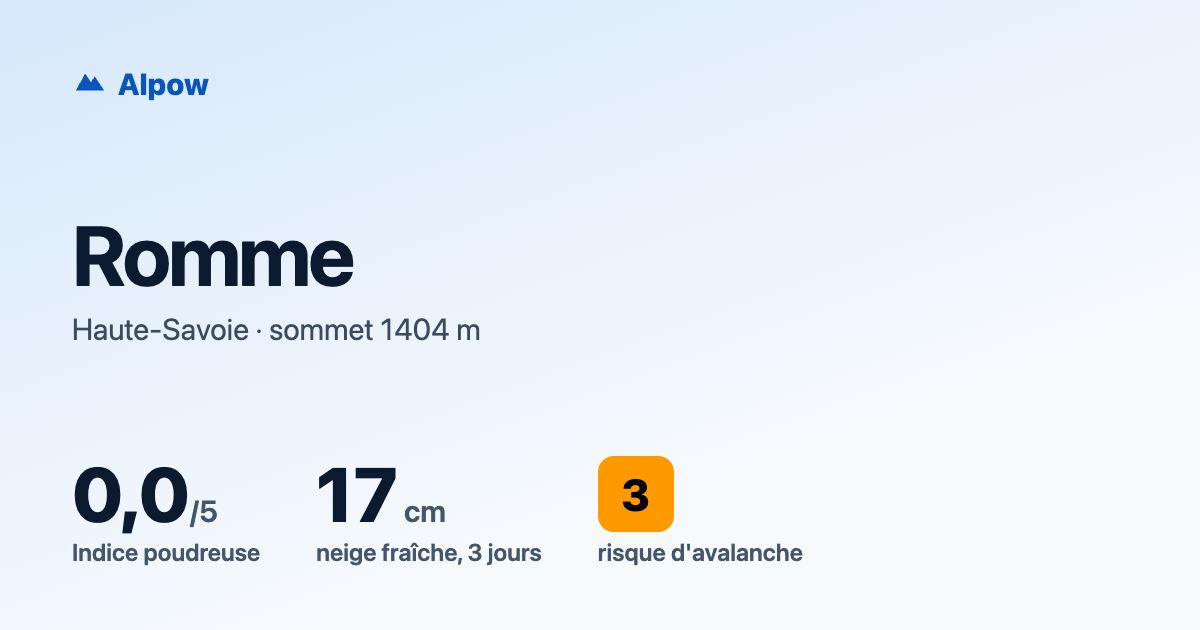 Alpow
Romme
Haute-Savoie · sommet 1404 m
0,0/5
Indice poudreuse
17 cm
neige fraîche, 3 jours
3
risque d'avalanche